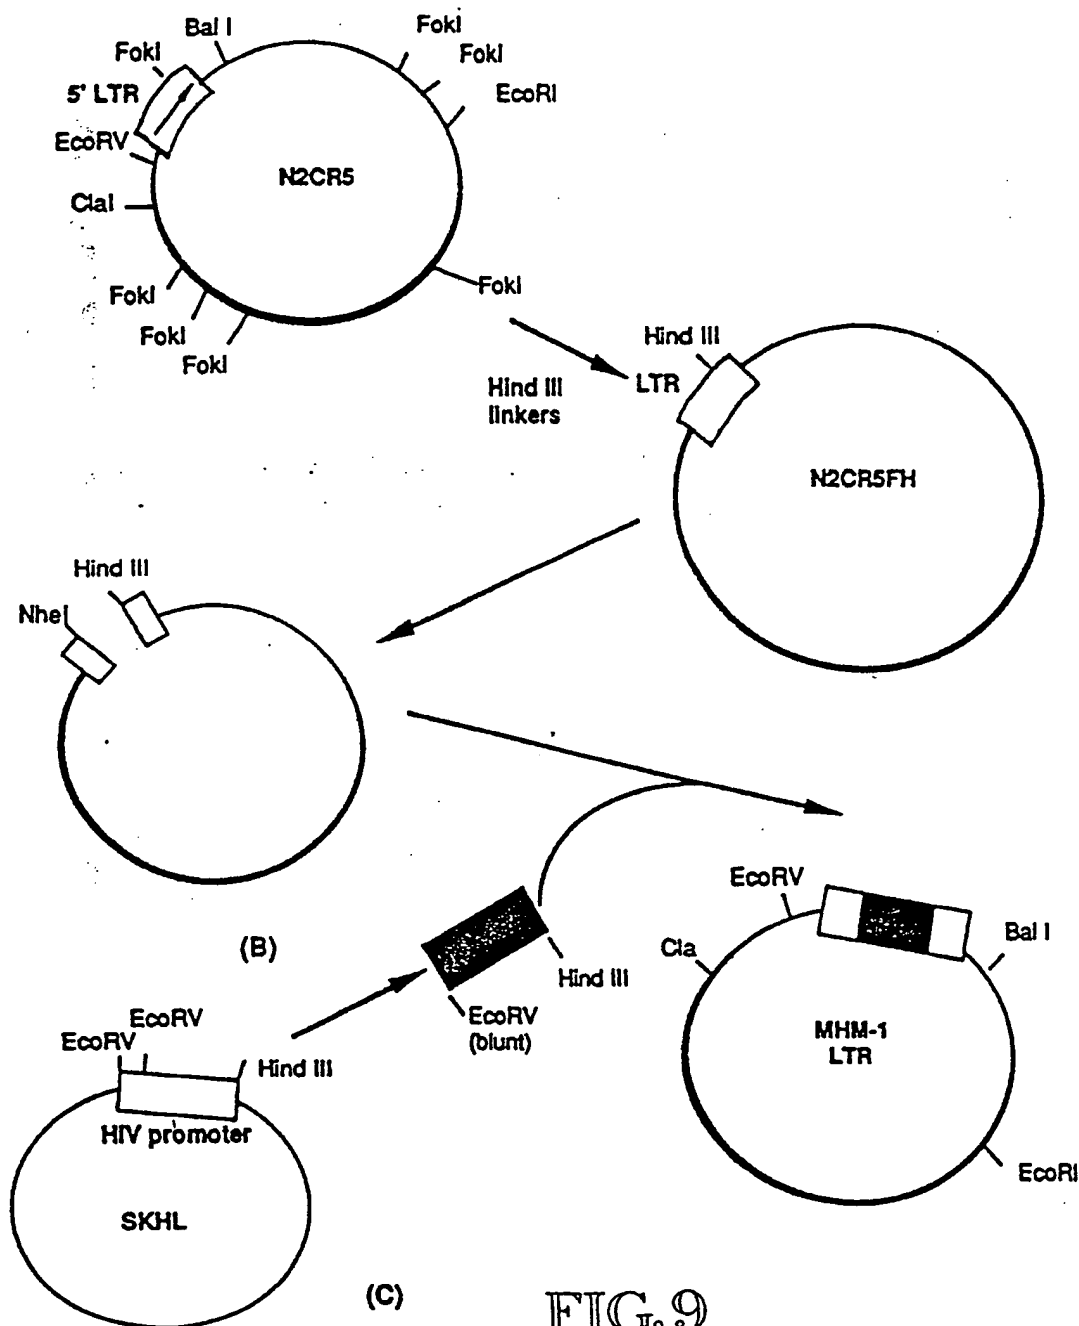 Bal I
FokI
FokI
FokI
5' LTR
EcoRI
EcoRV
N2CR5
ClaI
FokI
FokI
FokI
FokI
Hind III
linkers
Hind III
LTR
N2CR5FH
Hind III
NheI
(B)
EcoRV
Bal I
Cla
Hind III
EcoRV
(blunt)
MHM-1
LTR
EcoRI
EcoRV
EcoRV
Hind III
HIV promoter
SKHL
(C)
FIG. 9